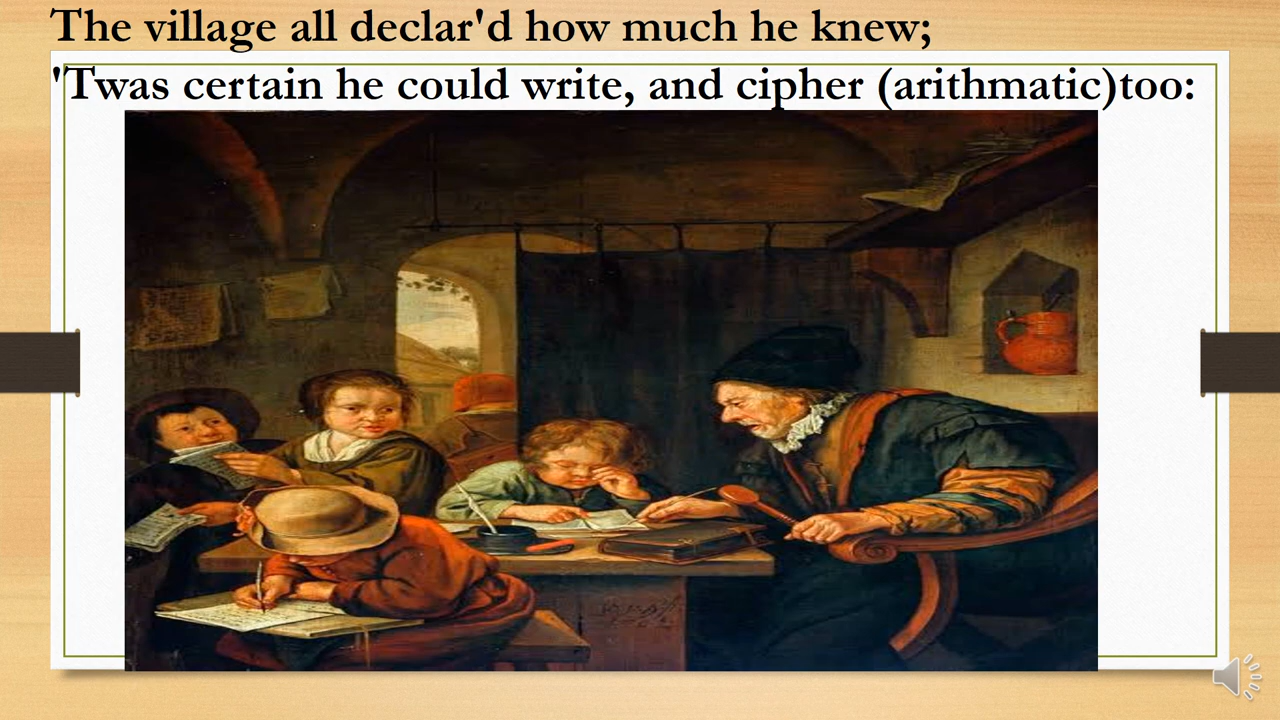 The village all declar'd how much he knew;
'Twas certain he could write, and cipher (arithmatic)too: